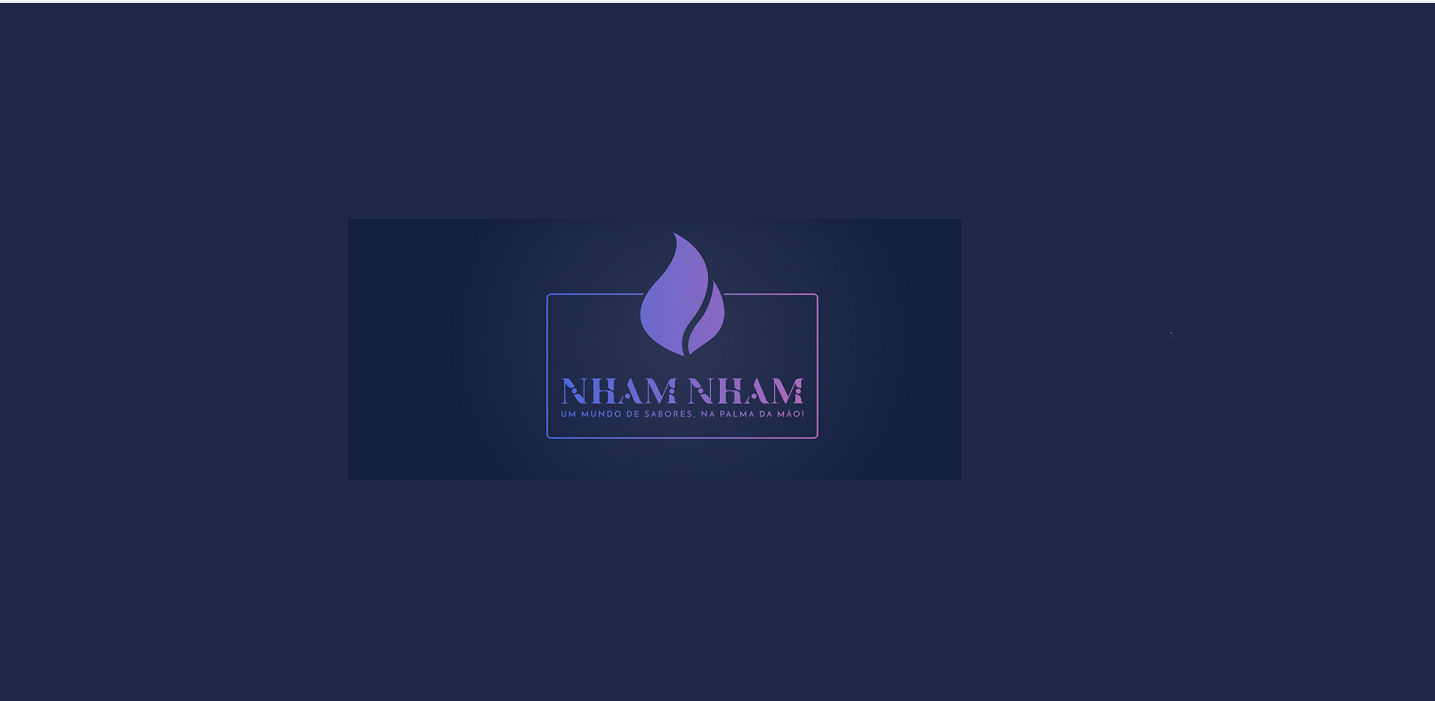 NHAM NHAM
UM MUNDO DE SABORES, NA PALMA DA MÃO!